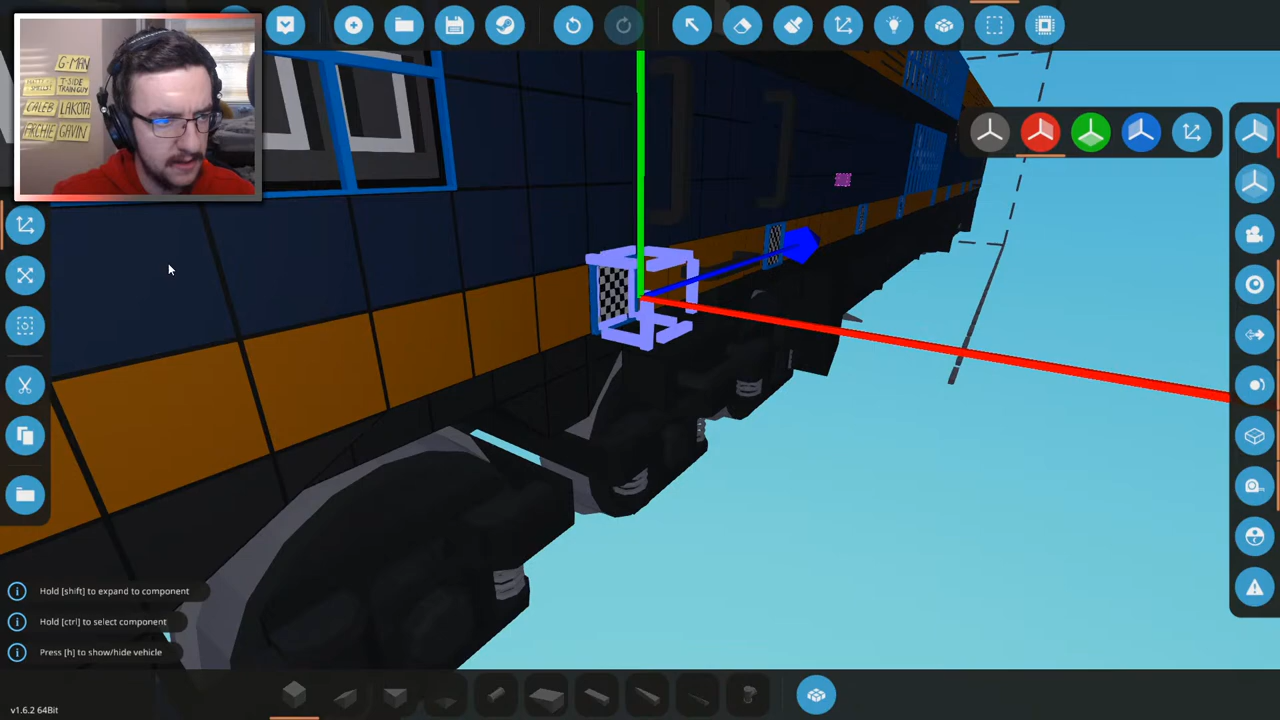 G-MAN
T-SIDE
TRAIN GUY
CALEB
LAKOTA
ARCHIE
GAVIN
Hold [shift] to expand to component
Hold [ctrl] to select component
Press [h] to show/hide vehicle
v1.6.2 64Bit